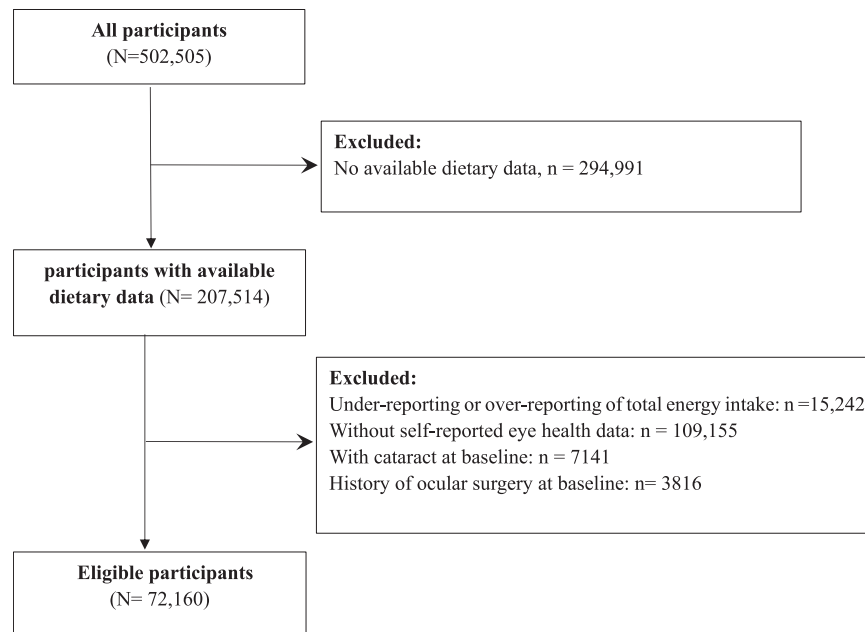 All participants
(N=502,505)
Excluded:
No available dietary data, n = 294,991
participants with available
dietary data (N= 207,514)
Excluded:
Under-reporting or over-reporting of total energy intake: n =15,242
Without self-reported eye health data: n = 109,155
With cataract at baseline: n = 7141
History of ocular surgery at baseline: n= 3816
Eligible participants
(N= 72,160)